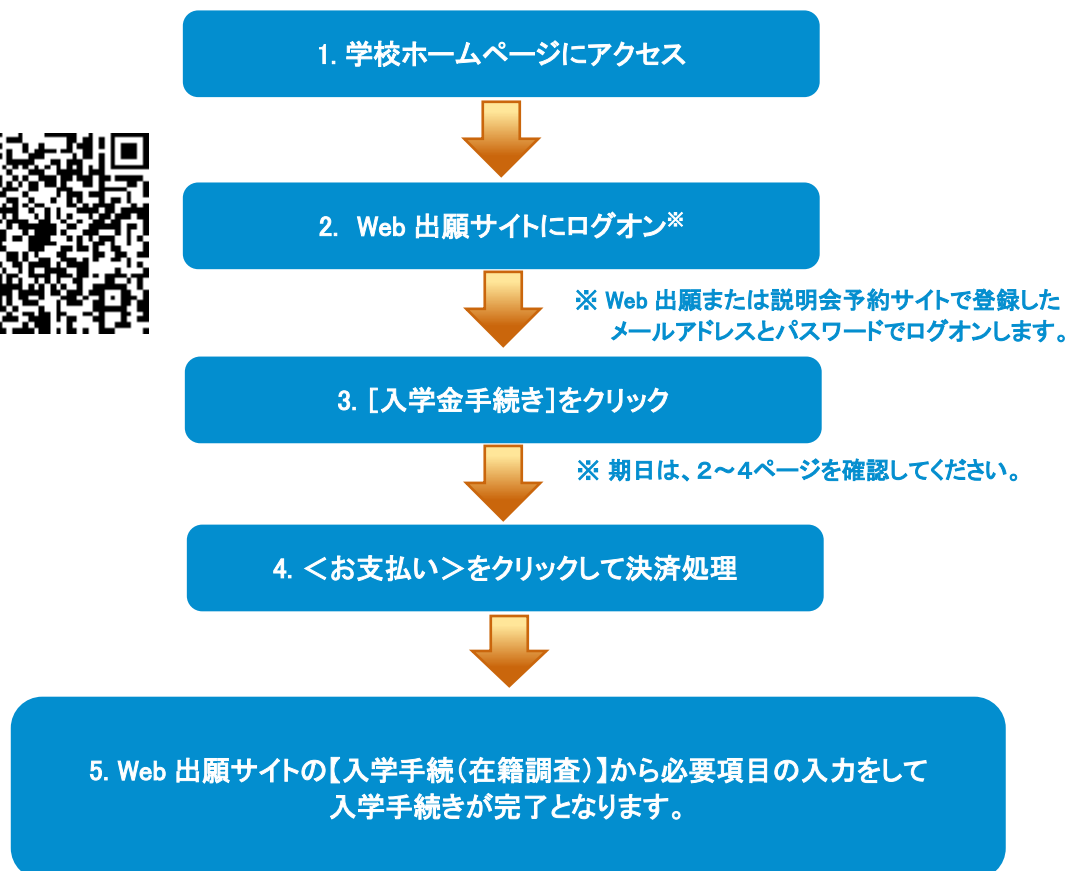 1. 学校ホームページにアクセス
2. Web 出願サイトにログオン※
※ Web 出願または説明会予約サイトで登録した
メールアドレスとパスワードでログオンします。
3. [入学金手続き]をクリック
※ 期日は、２～４ページを確認してください。
4. ＜お支払い＞をクリックして決済処理
5. Web 出願サイトの【入学手続(在籍調査)】から必要項目の入力をして
入学手続きが完了となります。